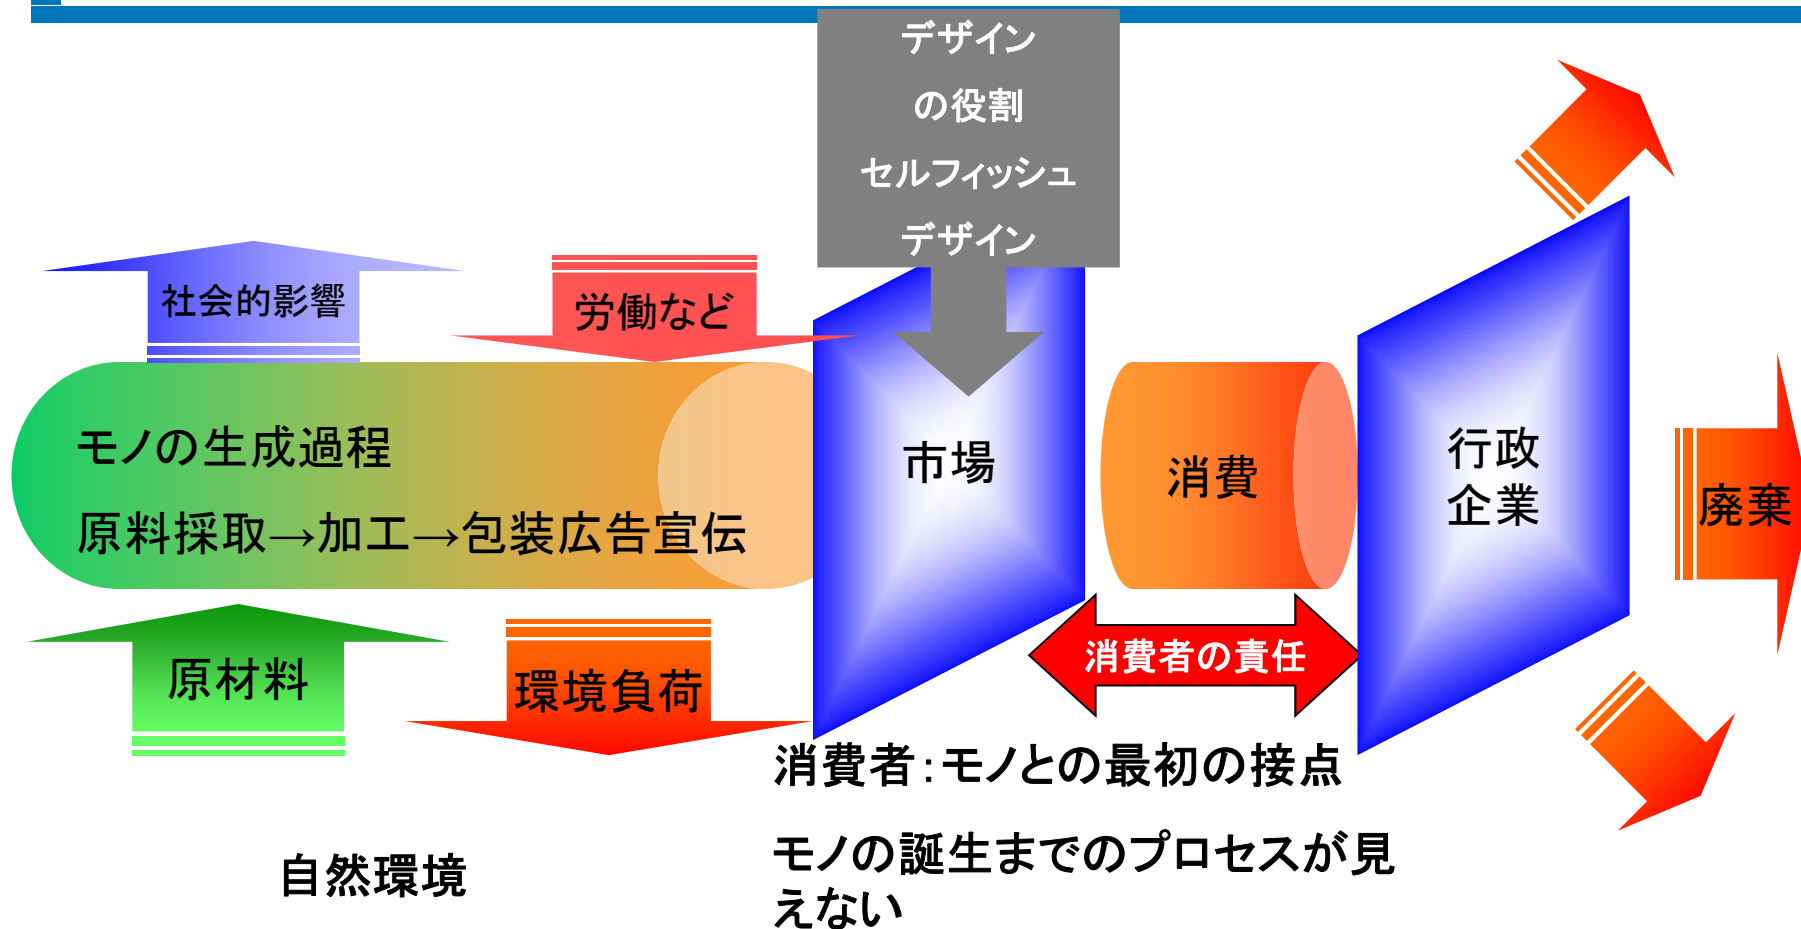 デザイン
の役割
セルフィッシュ
デザイン
社会的影響
労働など
モノの生成過程
原料採取→加工→包装広告宣伝
市場
消費
行政
企業
廃棄
原材料
環境負荷
消費者の責任
消費者：モノとの最初の接点
モノの誕生までのプロセスが見
えない
自然環境